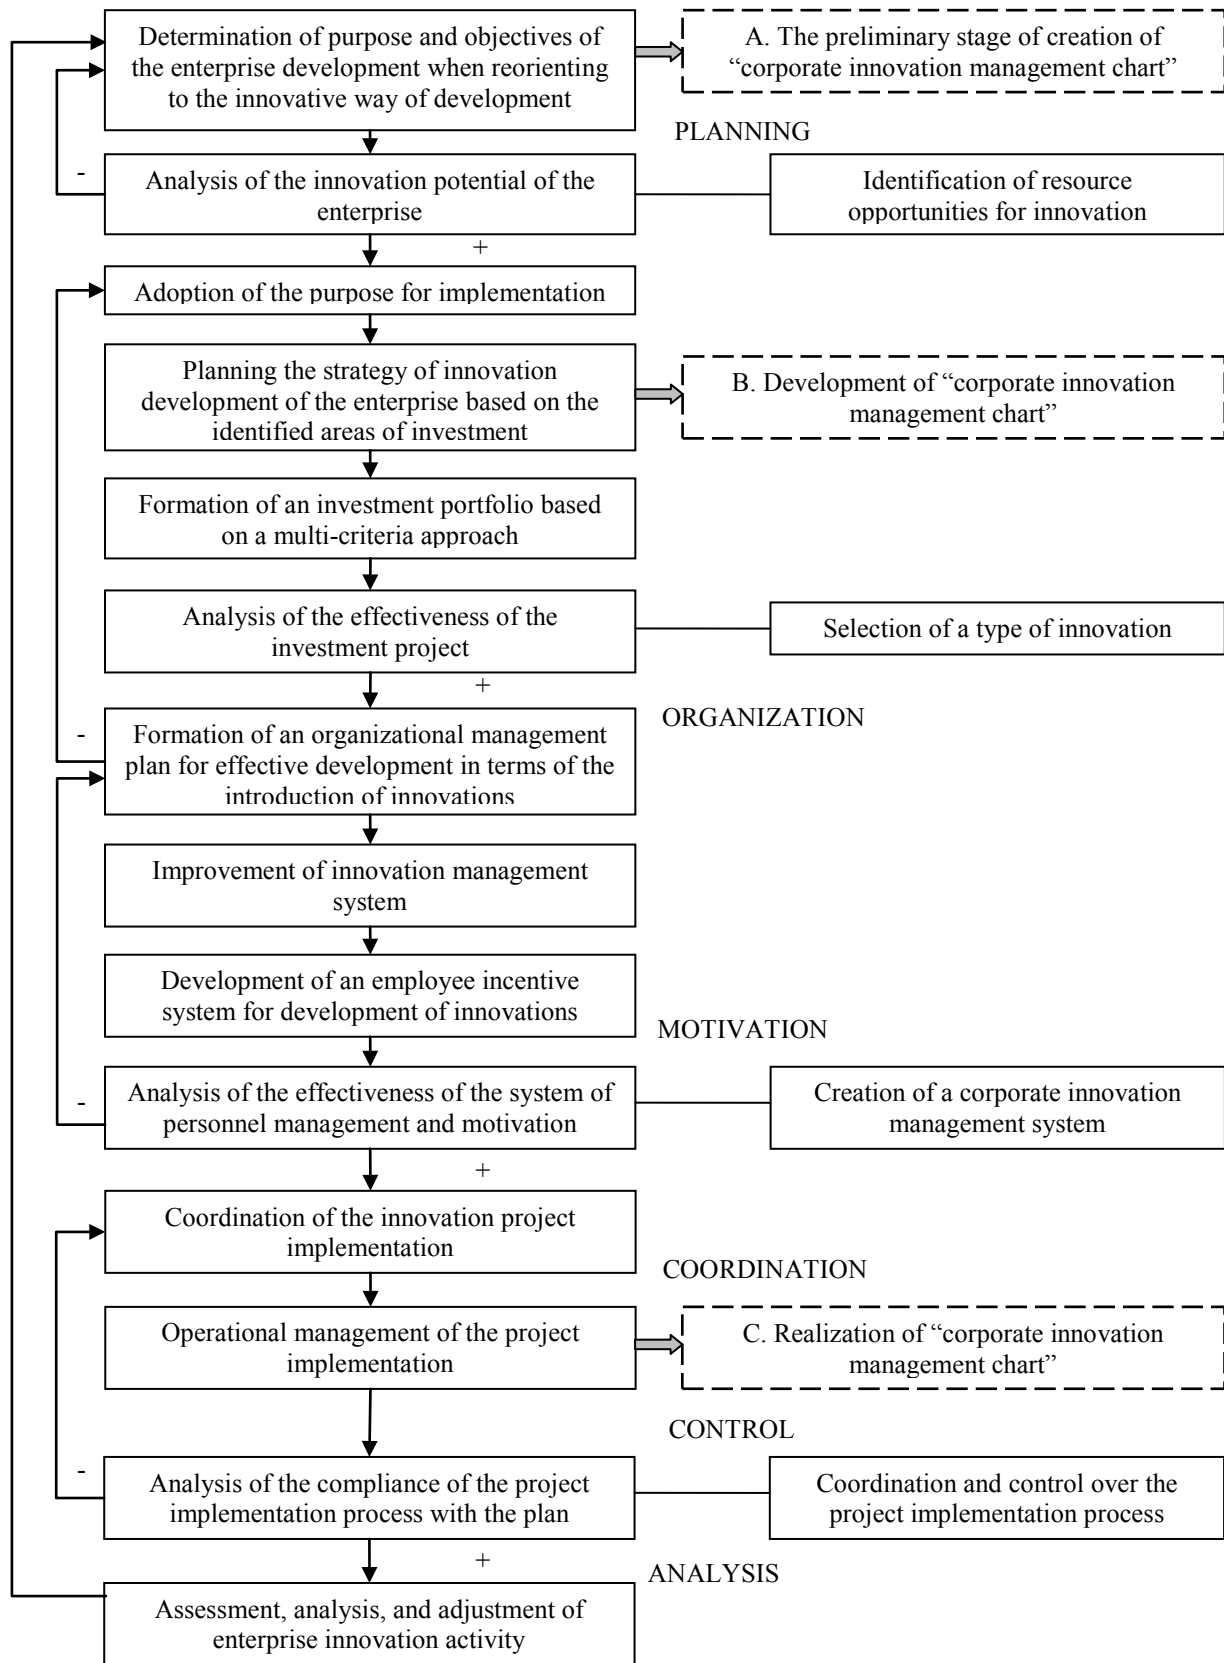 Determination of purpose and objectives of
the enterprise development when reorienting
to the innovative way of development
A. The preliminary stage of creation of
“corporate innovation management chart”
PLANNING
-
Analysis of the innovation potential of the
enterprise
Identification of resource
opportunities for innovation
+
Adoption of the purpose for implementation
Planning the strategy of innovation
development of the enterprise based on the
identified areas of investment
B. Development of “corporate innovation
management chart”
Formation of an investment portfolio based
on a multi-criteria approach
Analysis of the effectiveness of the
investment project
Selection of a type of innovation
+
ORGANIZATION
-
Formation of an organizational management
plan for effective development in terms of the
introduction of innovations
Improvement of innovation management
system
Development of an employee incentive
system for development of innovations
MOTIVATION
-
Analysis of the effectiveness of the system of
personnel management and motivation
Creation of a corporate innovation
management system
+
Coordination of the innovation project
implementation
COORDINATION
Operational management of the project
implementation
C. Realization of “corporate innovation
management chart”
CONTROL
-
Analysis of the compliance of the project
implementation process with the plan
Coordination and control over the
project implementation process
+
ANALYSIS
Assessment, analysis, and adjustment of
enterprise innovation activity